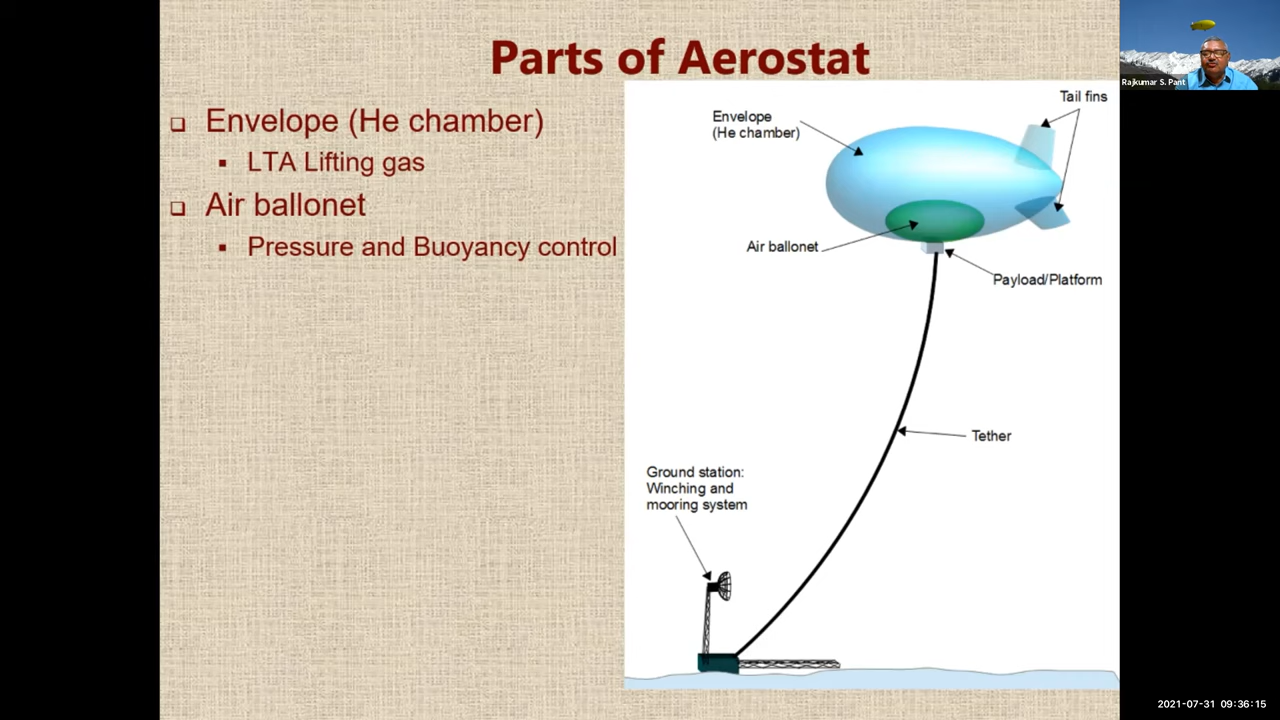 Parts of Aerostat
Envelope (He chamber)
LTA Lifting gas
Air ballonet
Pressure and Buoyancy control
Tail fins
Envelope
(He chamber)
Air ballonet
Payload/Platform
Tether
Ground station:
Winching and
mooring system
Rajkumar S. Pant
2021-07-31 09:36:15